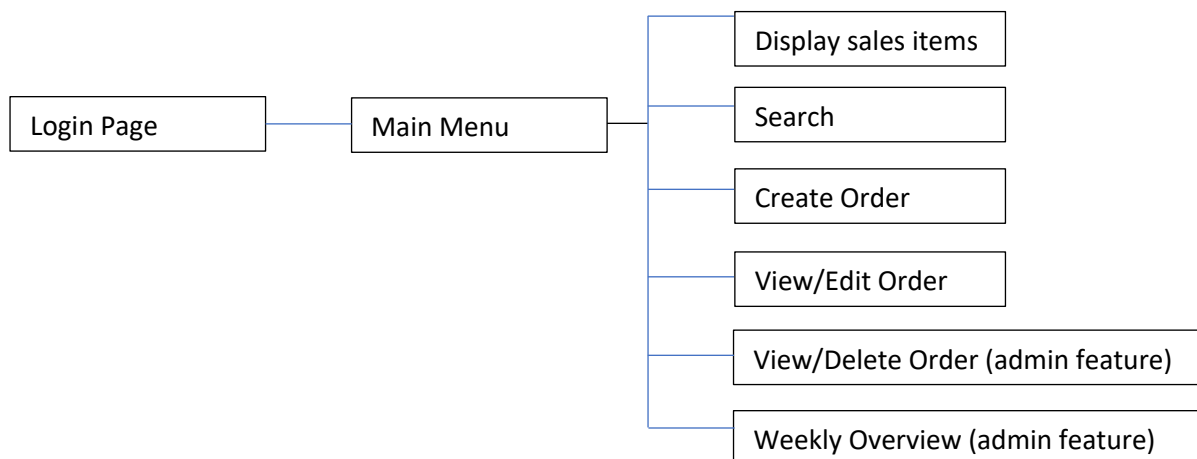 Display sales items
Search
Login Page
Main Menu
Create Order
View/Edit Order
View/Delete Order (admin feature)
Weekly Overview (admin feature)